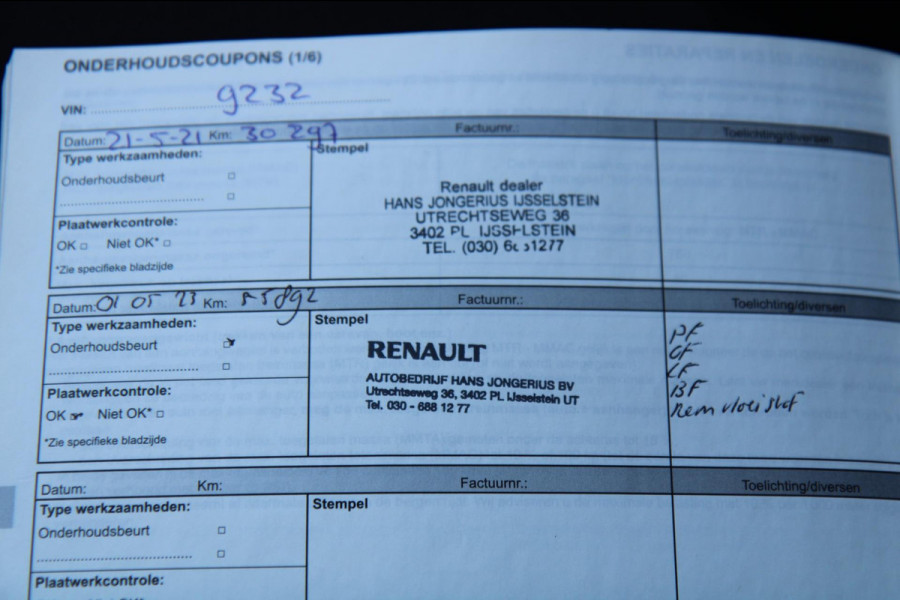 ONDERHOUDSCOUPONS (1/6)
VIN: 9232
Datum: 21-5-21 Km: 30 297 Factuurnr.: Toelichting/diversen
Type werkzaamheden:
Stempel
Onderhoudsbeurt
Plaatwerkcontrole:
OK Niet OK*
*Zie specifieke bladzijde
Renault dealer
HANS JONGERIUS IJSSELSTEIN
UTRECHTSEWEG 36
3402 PL IJSSELSTEIN
TEL. (030) 6 1277
Datum: 01 05 23 Km: Factuurnr.: Toelichting/diversen
Type werkzaamheden:
Stempel
Onderhoudsbeurt
Plaatwerkcontrole:
OK Niet OK*
*Zie specifieke bladzijde
RENAULT
AUTOBEDRIJF HANS JONGERIUS BV
Utrechtseweg 36, 3402 PL IJsselstein UT
Tel. 030 - 688 12 77
PF
OF
LF
BF
Remvloeistof
Datum: Km: Factuurnr.: Toelichting/diversen
Type werkzaamheden:
Stempel
Onderhoudsbeurt
Plaatwerkcontrole: